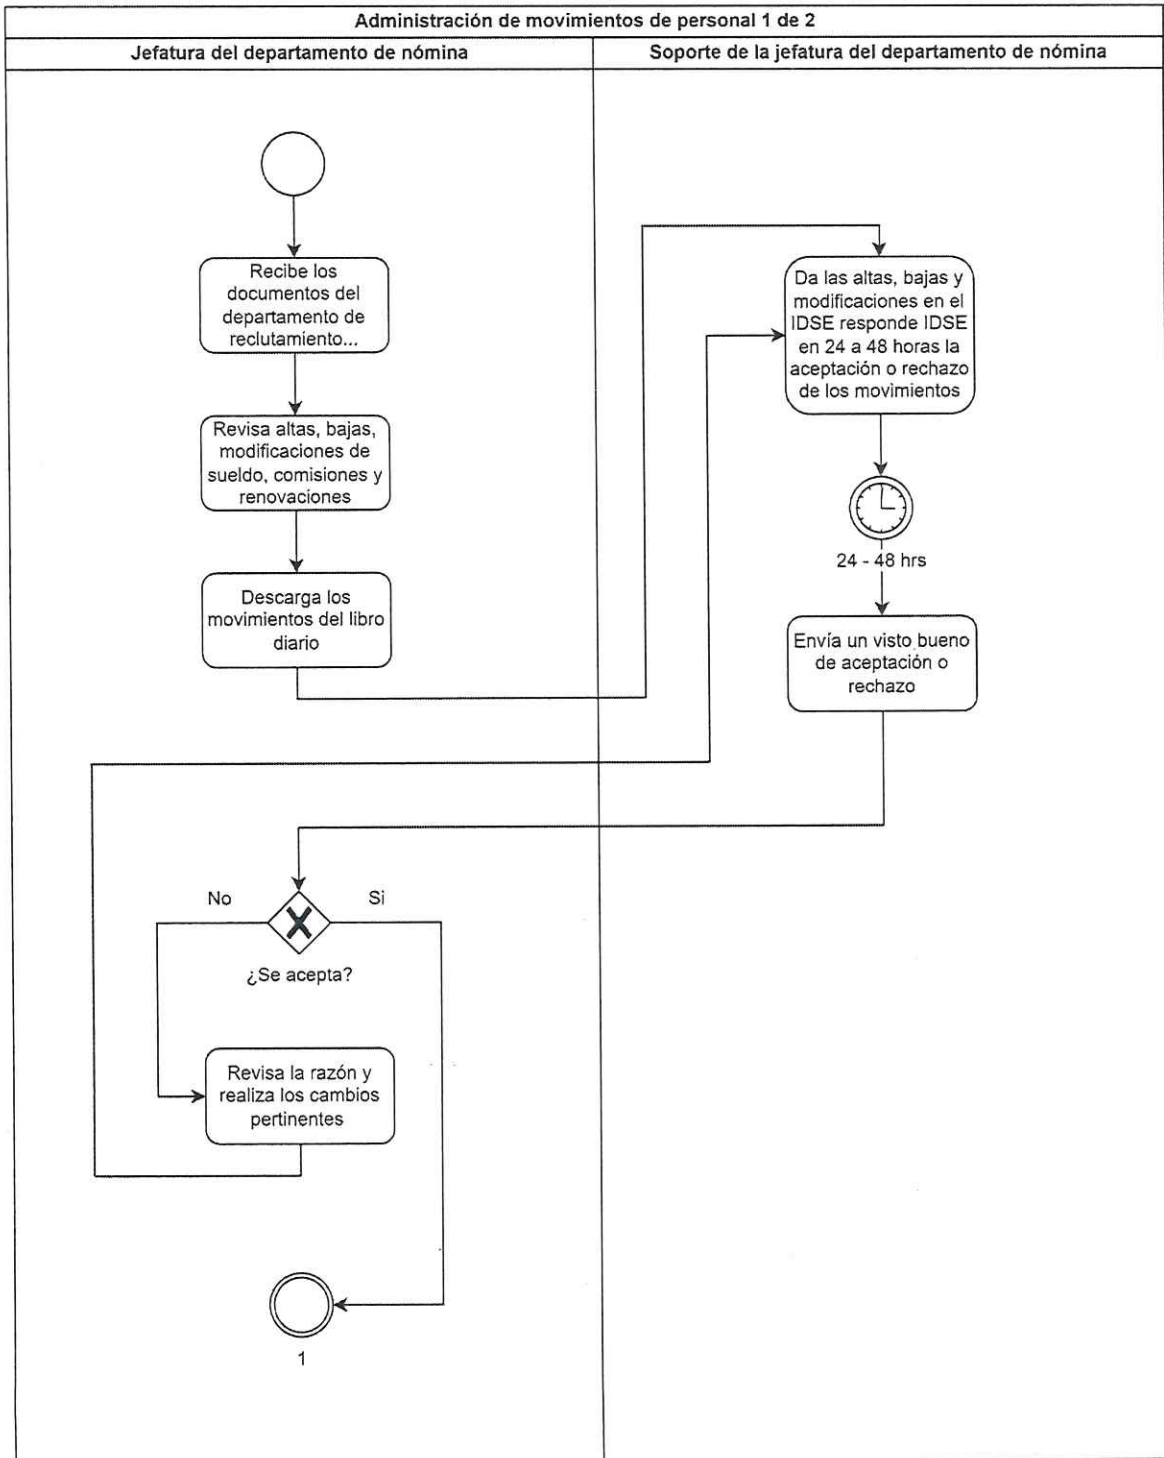 Administración de movimientos de personal 1 de 2
Jefatura del departamento de nómina
Soporte de la jefatura del departamento de nómina
Recibe los
documentos del
departamento de
reclutamiento...
Revisa altas, bajas,
modificaciones de
sueldo, comisiones y
renovaciones
Descarga los
movimientos del libro
diario
Da las altas, bajas y
modificaciones en el
IDSE responde IDSE
en 24 a 48 horas la
aceptación o rechazo
de los movimientos
24 - 48 hrs
Envía un visto bueno
de aceptación o
rechazo
No
Si
¿Se acepta?
Revisa la razón y
realiza los cambios
pertinentes
1